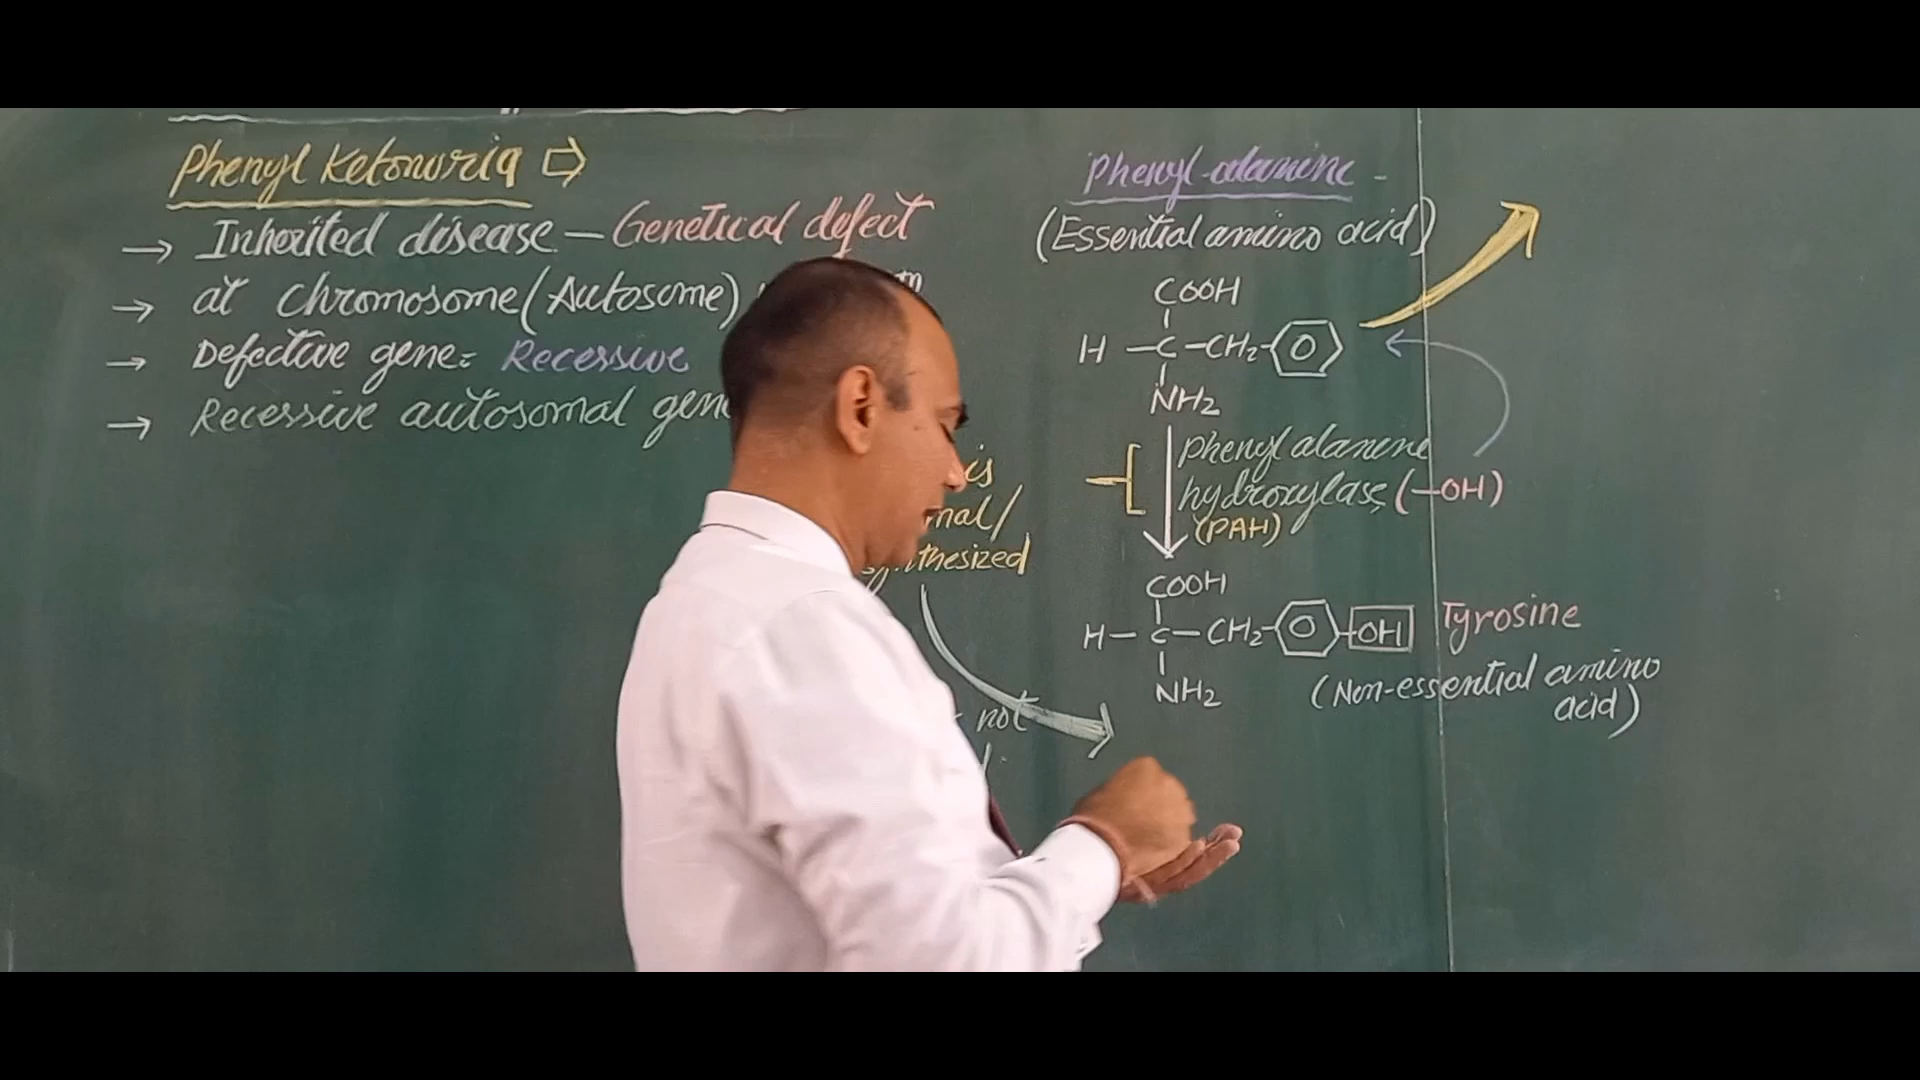 Phenyl Ketonuria ⇨
→ Inherited disease – Genetical defect
→ at Chromosome (Autosome)
→ Defective gene = Recessive
→ Recessive autosomal gene
is
not
Phenyl-alanine -
(Essential amino acid)
COOH
H — C — CH2 -
NH2
Phenyl alanine
hydroxylase, (—OH)
(PAH)
COOH
H — C — CH2 - OH Tyrosine
NH2
(Non-essential amino
acid)